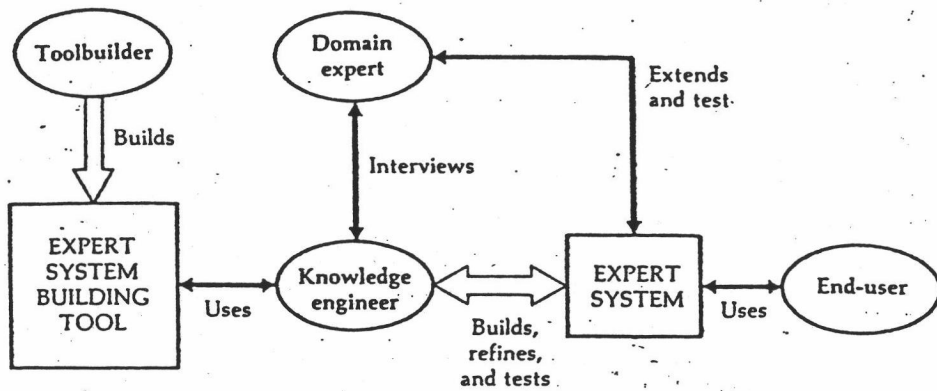 Toolbuilder
Domain
expert
Extends
and test
Builds
Interviews
EXPERT
SYSTEM
BUILDING
TOOL
Uses
Knowledge
engineer
EXPERT
SYSTEM
Uses
End-user
Builds,
refines,
and tests